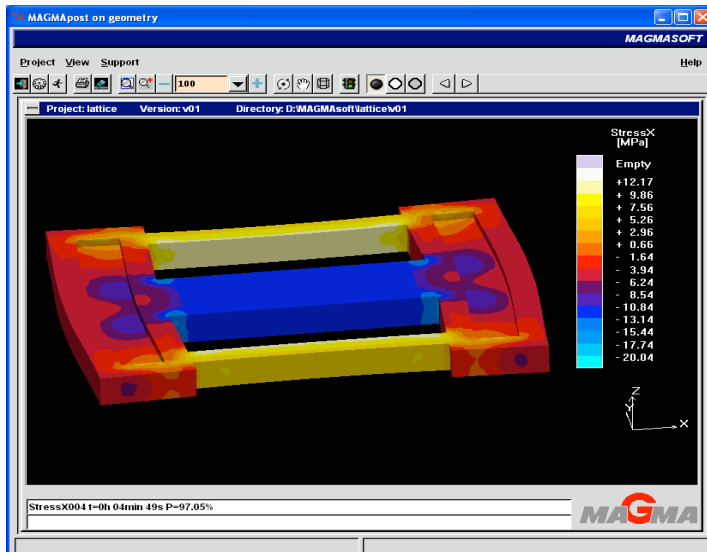 MAGMApost on geometry
MAGMASOFT
Project View Support Help
100
Project: lattice Version: v01 Directory: D:\MAGMAsoft\lattice\v01
StressX
[MPa]
Empty
+12.17
+ 9.86
+ 7.56
+ 5.26
+ 2.96
+ 0.66
- 1.64
- 3.94
- 6.24
- 8.54
- 10.84
- 13.14
- 15.44
- 17.74
- 20.04
Z
Y
X
StressX004 t=0h 04min 49s P=97.05%
MAGMA